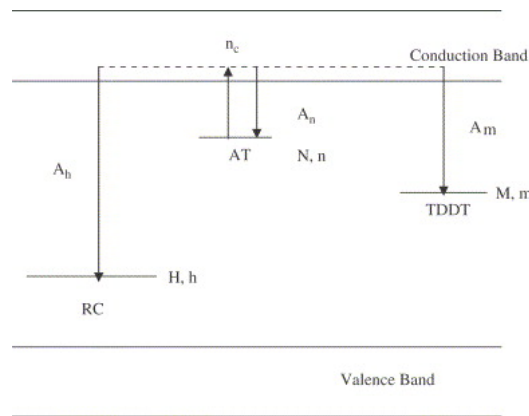 n_c
Conduction Band
A_n
A_m
AT
N, n
A_h
M, m
TDDT
H, h
RC
Valence Band